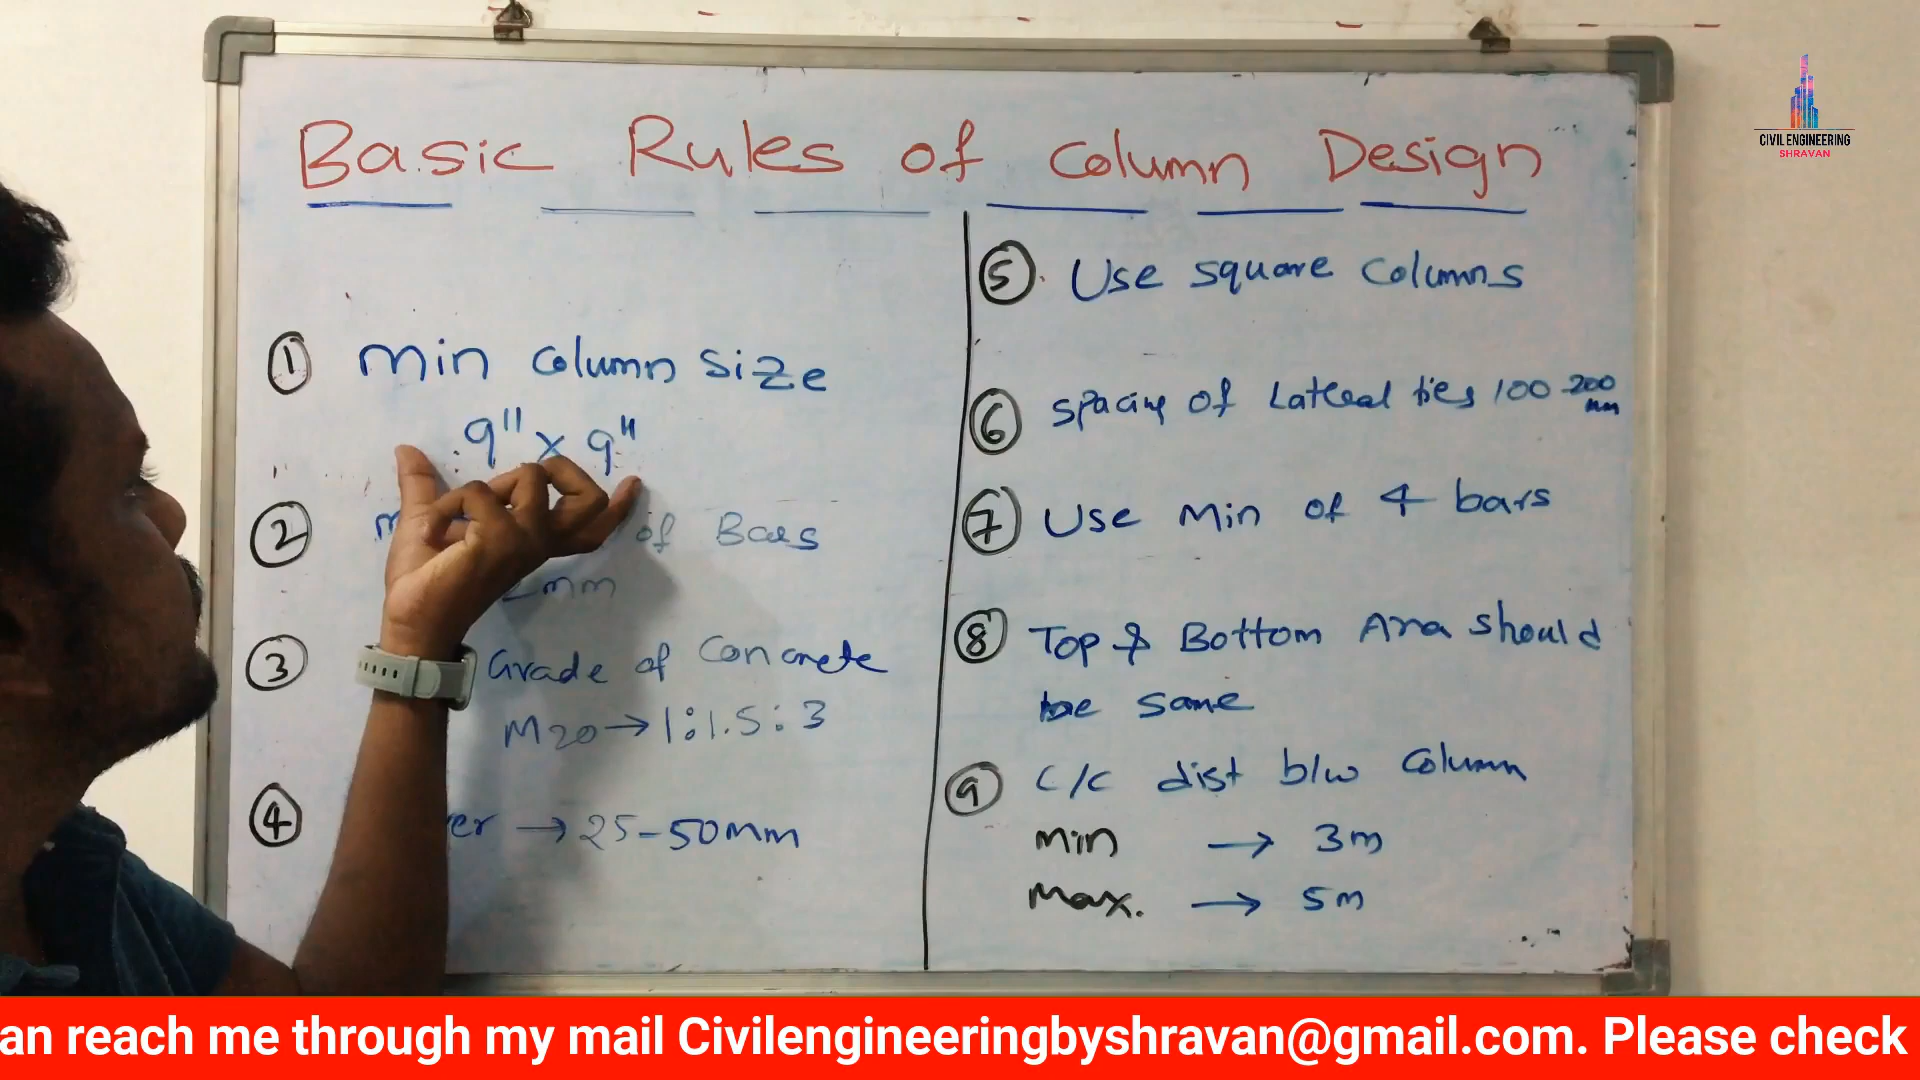 Basic Rules of column Design
① min column size
9" x 9"
② of Bars
mm
③ Grade of Concrete
M20 → 1:1.5:3
④ er → 25-50mm
⑤ Use square columns
⑥ spacing of Lateral ties 100-200 mm
⑦ Use Min of 4 bars
⑧ Top & Bottom Area should
be same
⑨ c/c dist b/w column
min → 3m
Max. → 5m
CIVIL ENGINEERING
SHRAVAN
an reach me through my mail Civilengineeringbyshravan@gmail.com. Please check